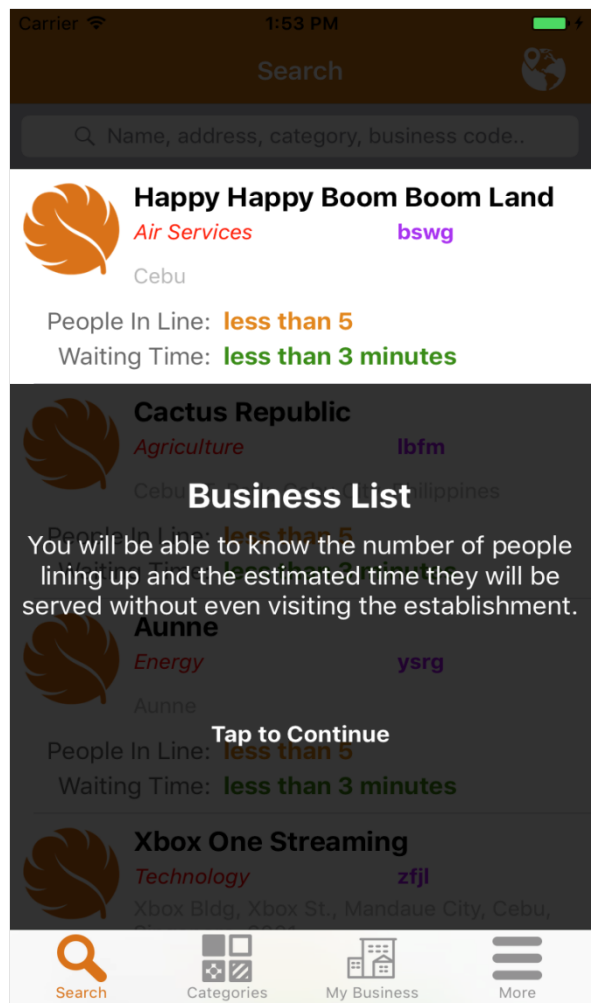 Carrier 1:53 PM
Search
Name, address, category, business code..
Happy Happy Boom Boom Land
Air Services bswg
Cebu
People In Line: less than 5
Waiting Time: less than 3 minutes
Cactus Republic
Agriculture lbfm
Business List
You will be able to know the number of people
lining up and the estimated time they will be
served without even visiting the establishment.
Aunne
Energy ysrg
Aunne
Tap to Continue
People In Line: less than 5
Waiting Time: less than 3 minutes
Xbox One Streaming
Technology zfjl
Xbox Bldg, Xbox St., Mandaue City, Cebu,
Search Categories My Business More